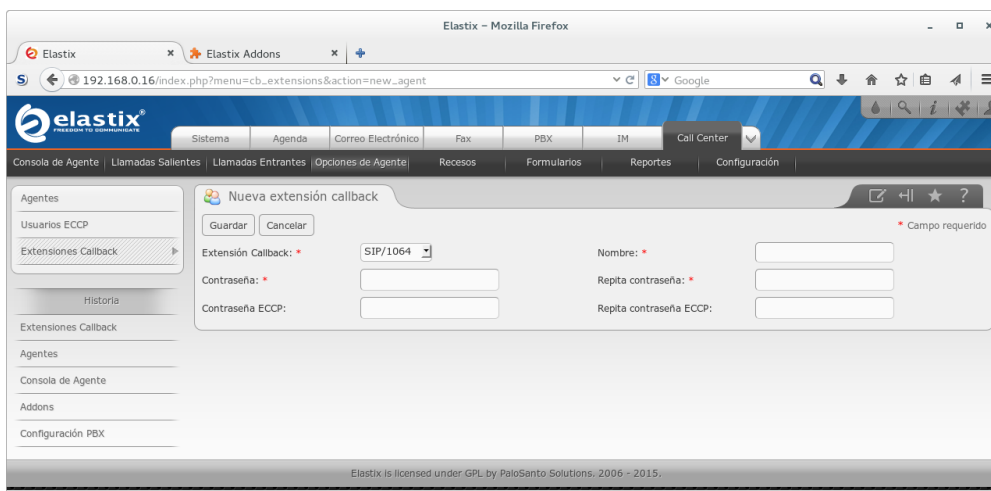 Elastix - Mozilla Firefox
Elastix × Elastix Addons ×
192.168.0.16/index.php?menu=cb_extensions&action=new_agent Google
elastix®
FREEDOM TO COMMUNICATE
Sistema Agenda Correo Electrónico Fax PBX IM Call Center
Consola de Agente Llamadas Salientes Llamadas Entrantes Opciones de Agente Recesos Formularios Reportes Configuración
Agentes
Usuarios ECCP
Extensiones Callback
Historia
Extensiones Callback
Agentes
Consola de Agente
Addons
Configuración PBX
Nueva extensión callback
Guardar Cancelar * Campo requerido
Extensión Callback: * SIP/1064 Nombre: *
Contraseña: * Repita contraseña: *
Contraseña ECCP: Repita contraseña ECCP:
Elastix is licensed under GPL by PaloSanto Solutions. 2006 - 2015.